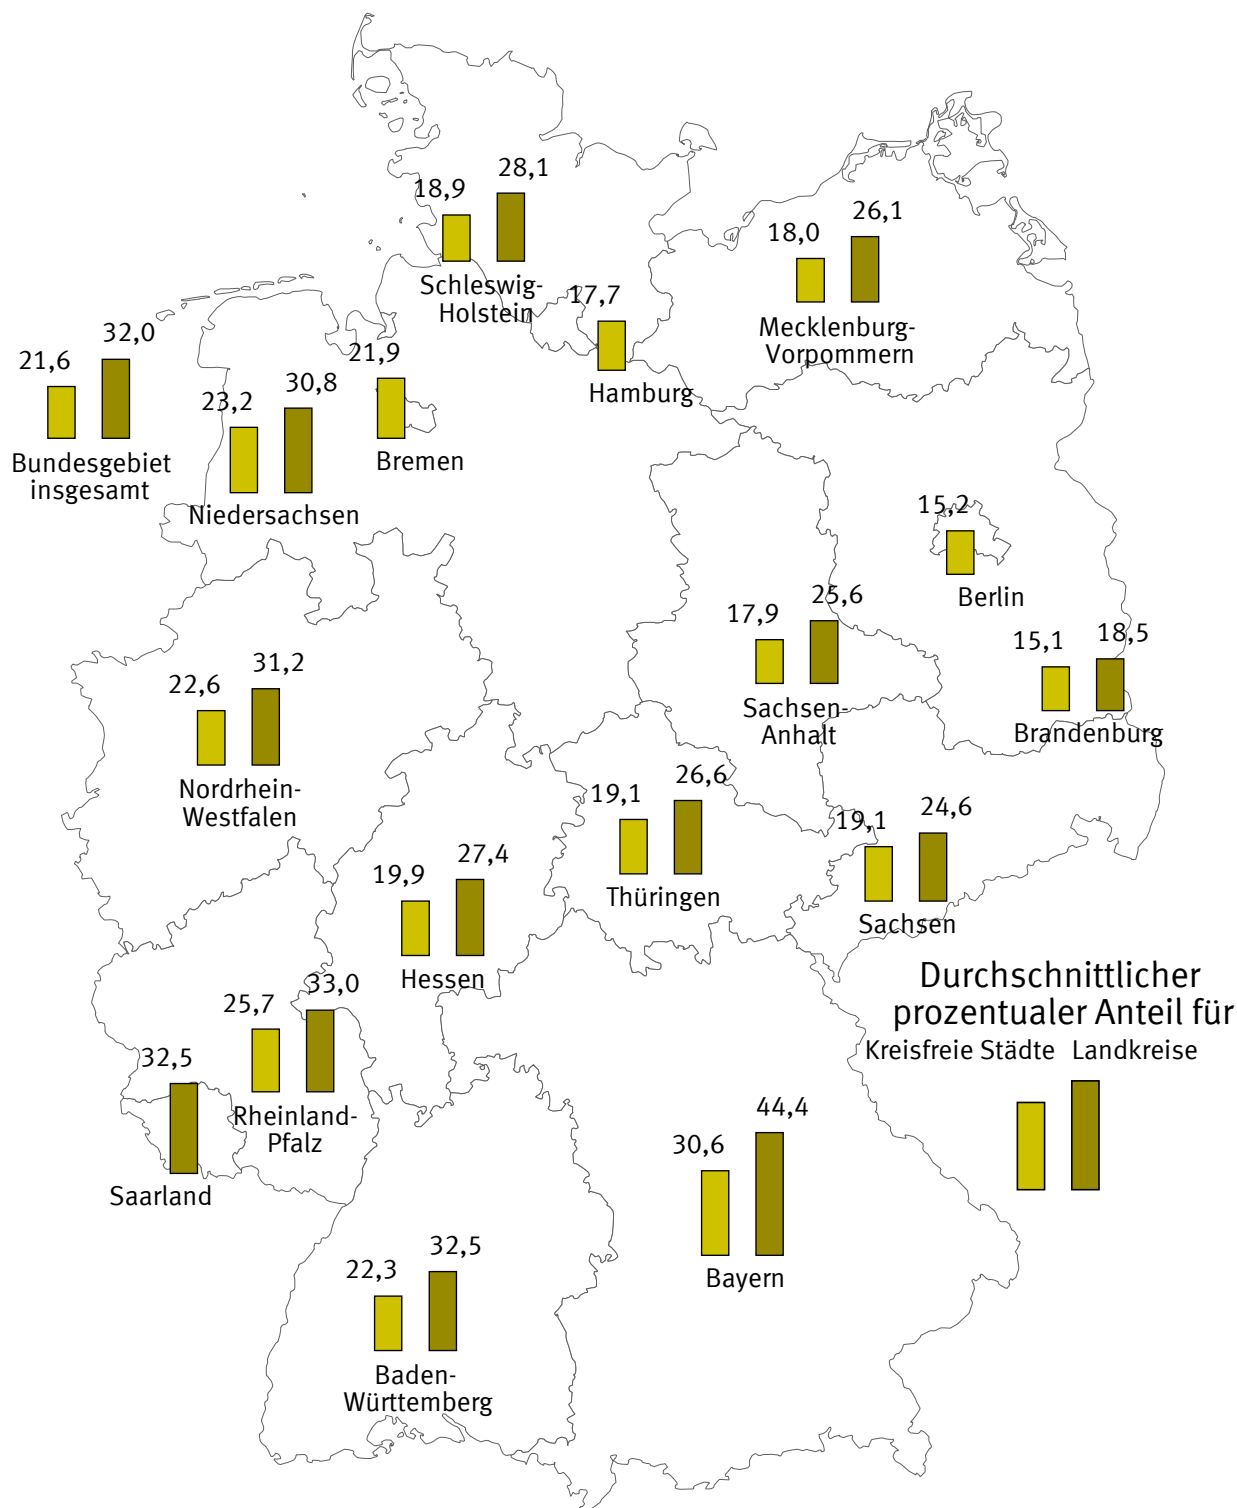 18,9
28,1
Schleswig-
Holstein
18,0
26,1
Mecklenburg-
Vorpommern
17,7
Hamburg
21,6
32,0
Bundesgebiet
insgesamt
23,2
30,8
Niedersachsen
21,9
Bremen
15,2
Berlin
17,9
25,6
Sachsen-
Anhalt
15,1
18,5
Brandenburg
22,6
31,2
Nordrhein-
Westfalen
19,1
26,6
Thüringen
19,1
24,6
Sachsen
19,9
27,4
Hessen
Durchschnittlicher
prozentualer Anteil für
Kreisfreie Städte Landkreise
25,7
33,0
Rheinland-
Pfalz
32,5
Saarland
30,6
44,4
Bayern
22,3
32,5
Baden-
Württemberg